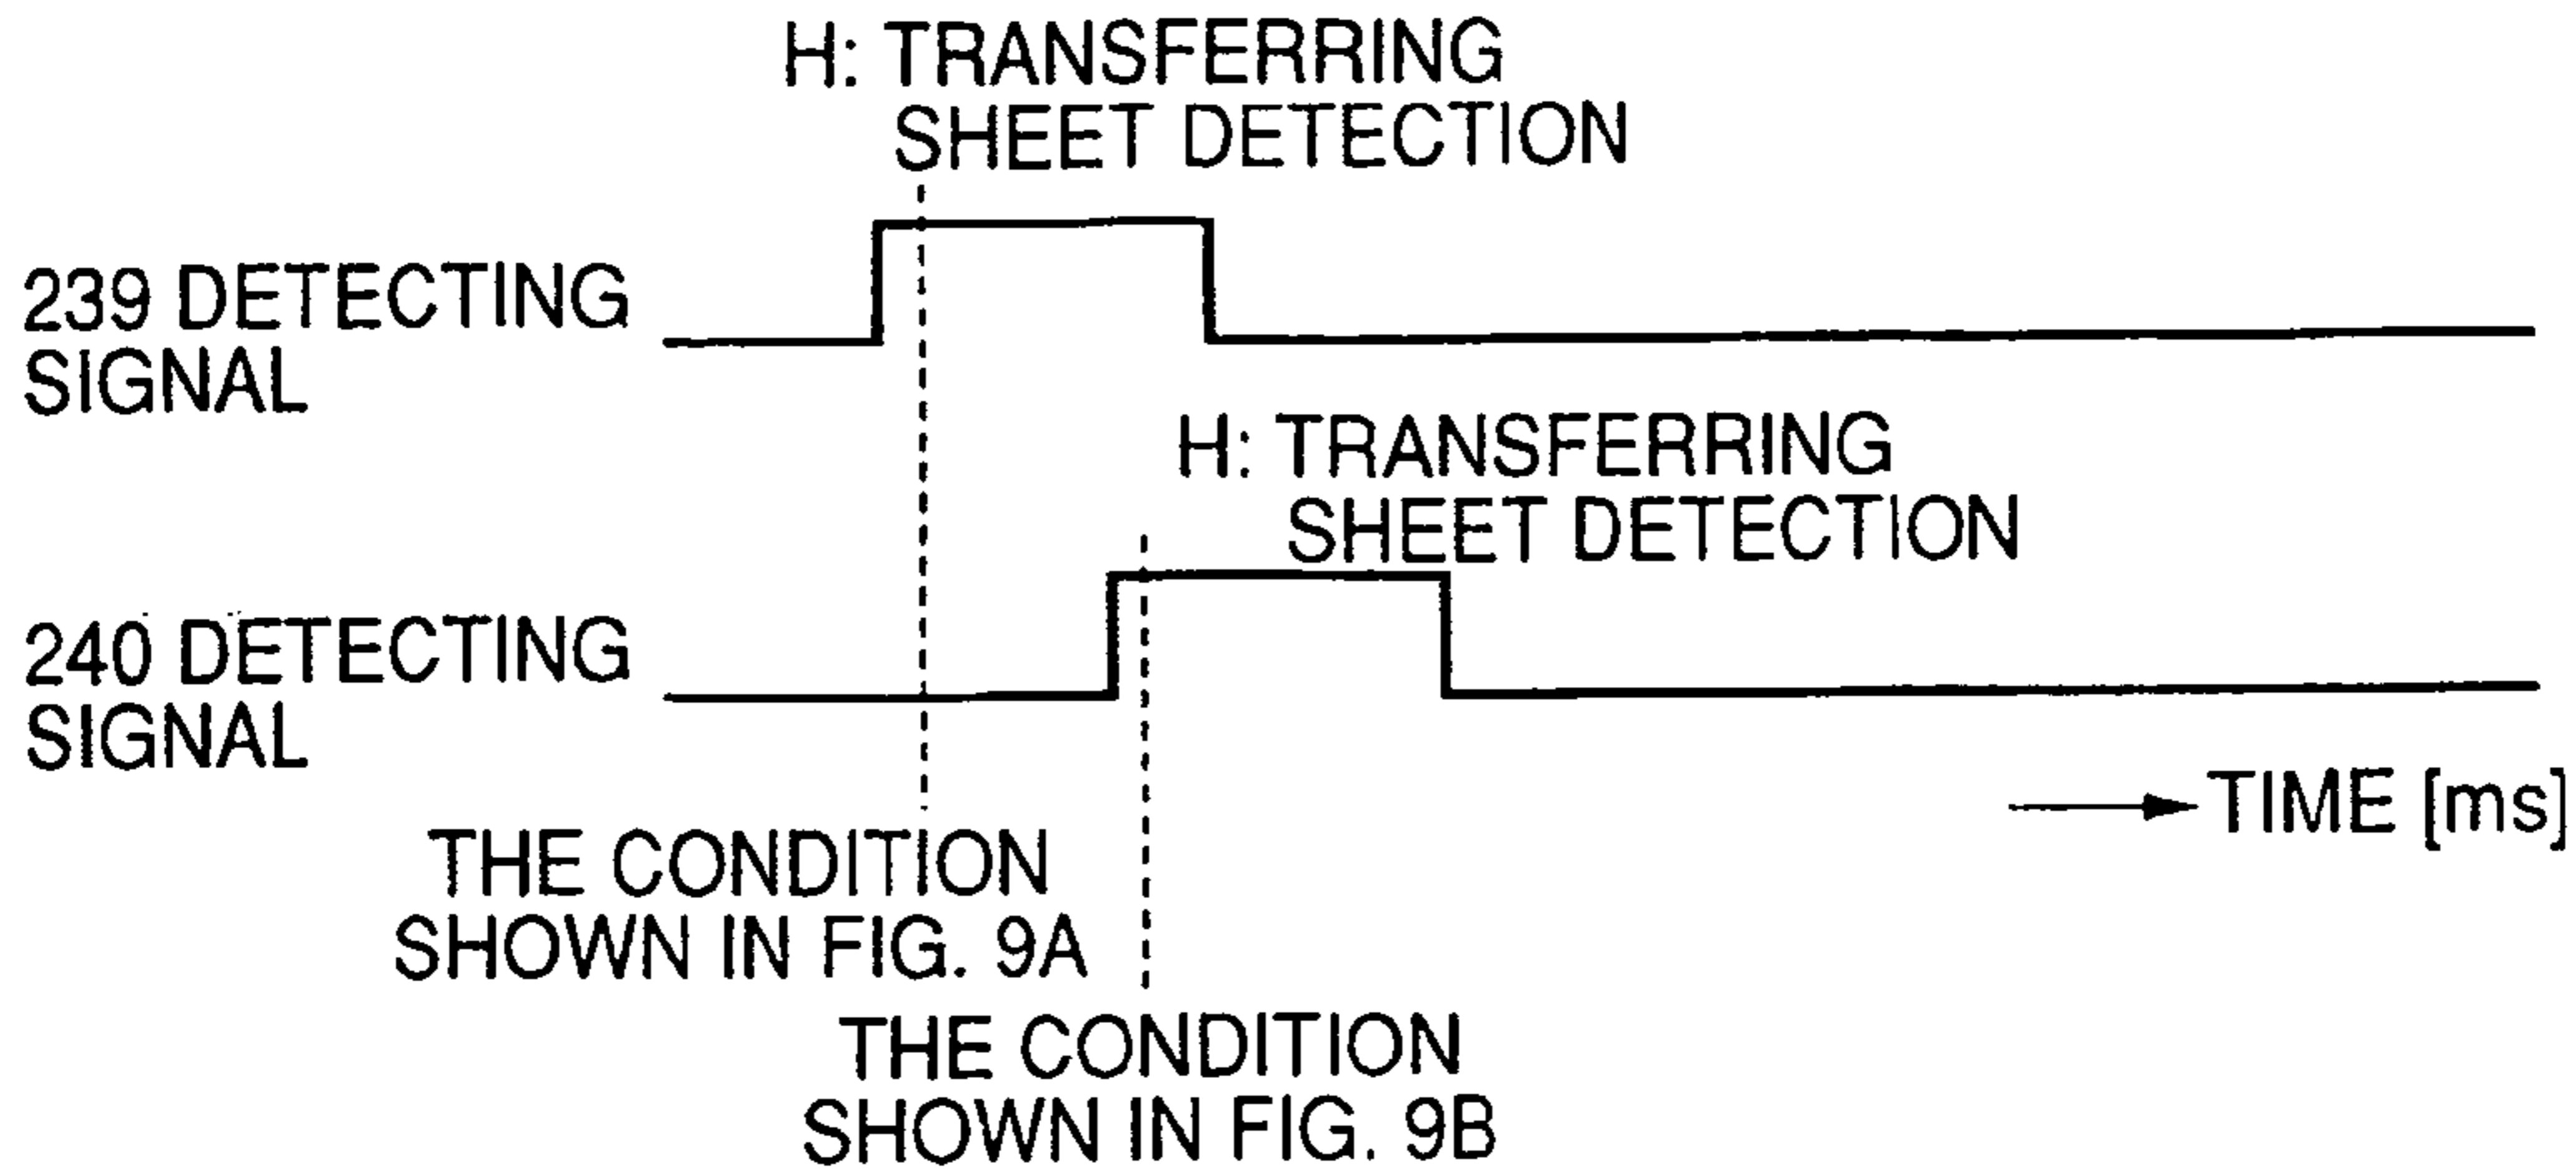 H: TRANSFERRING
SHEET DETECTION
239 DETECTING
SIGNAL
H: TRANSFERRING
SHEET DETECTION
240 DETECTING
SIGNAL
TIME [ms]
THE CONDITION
SHOWN IN FIG. 9A
THE CONDITION
SHOWN IN FIG. 9B